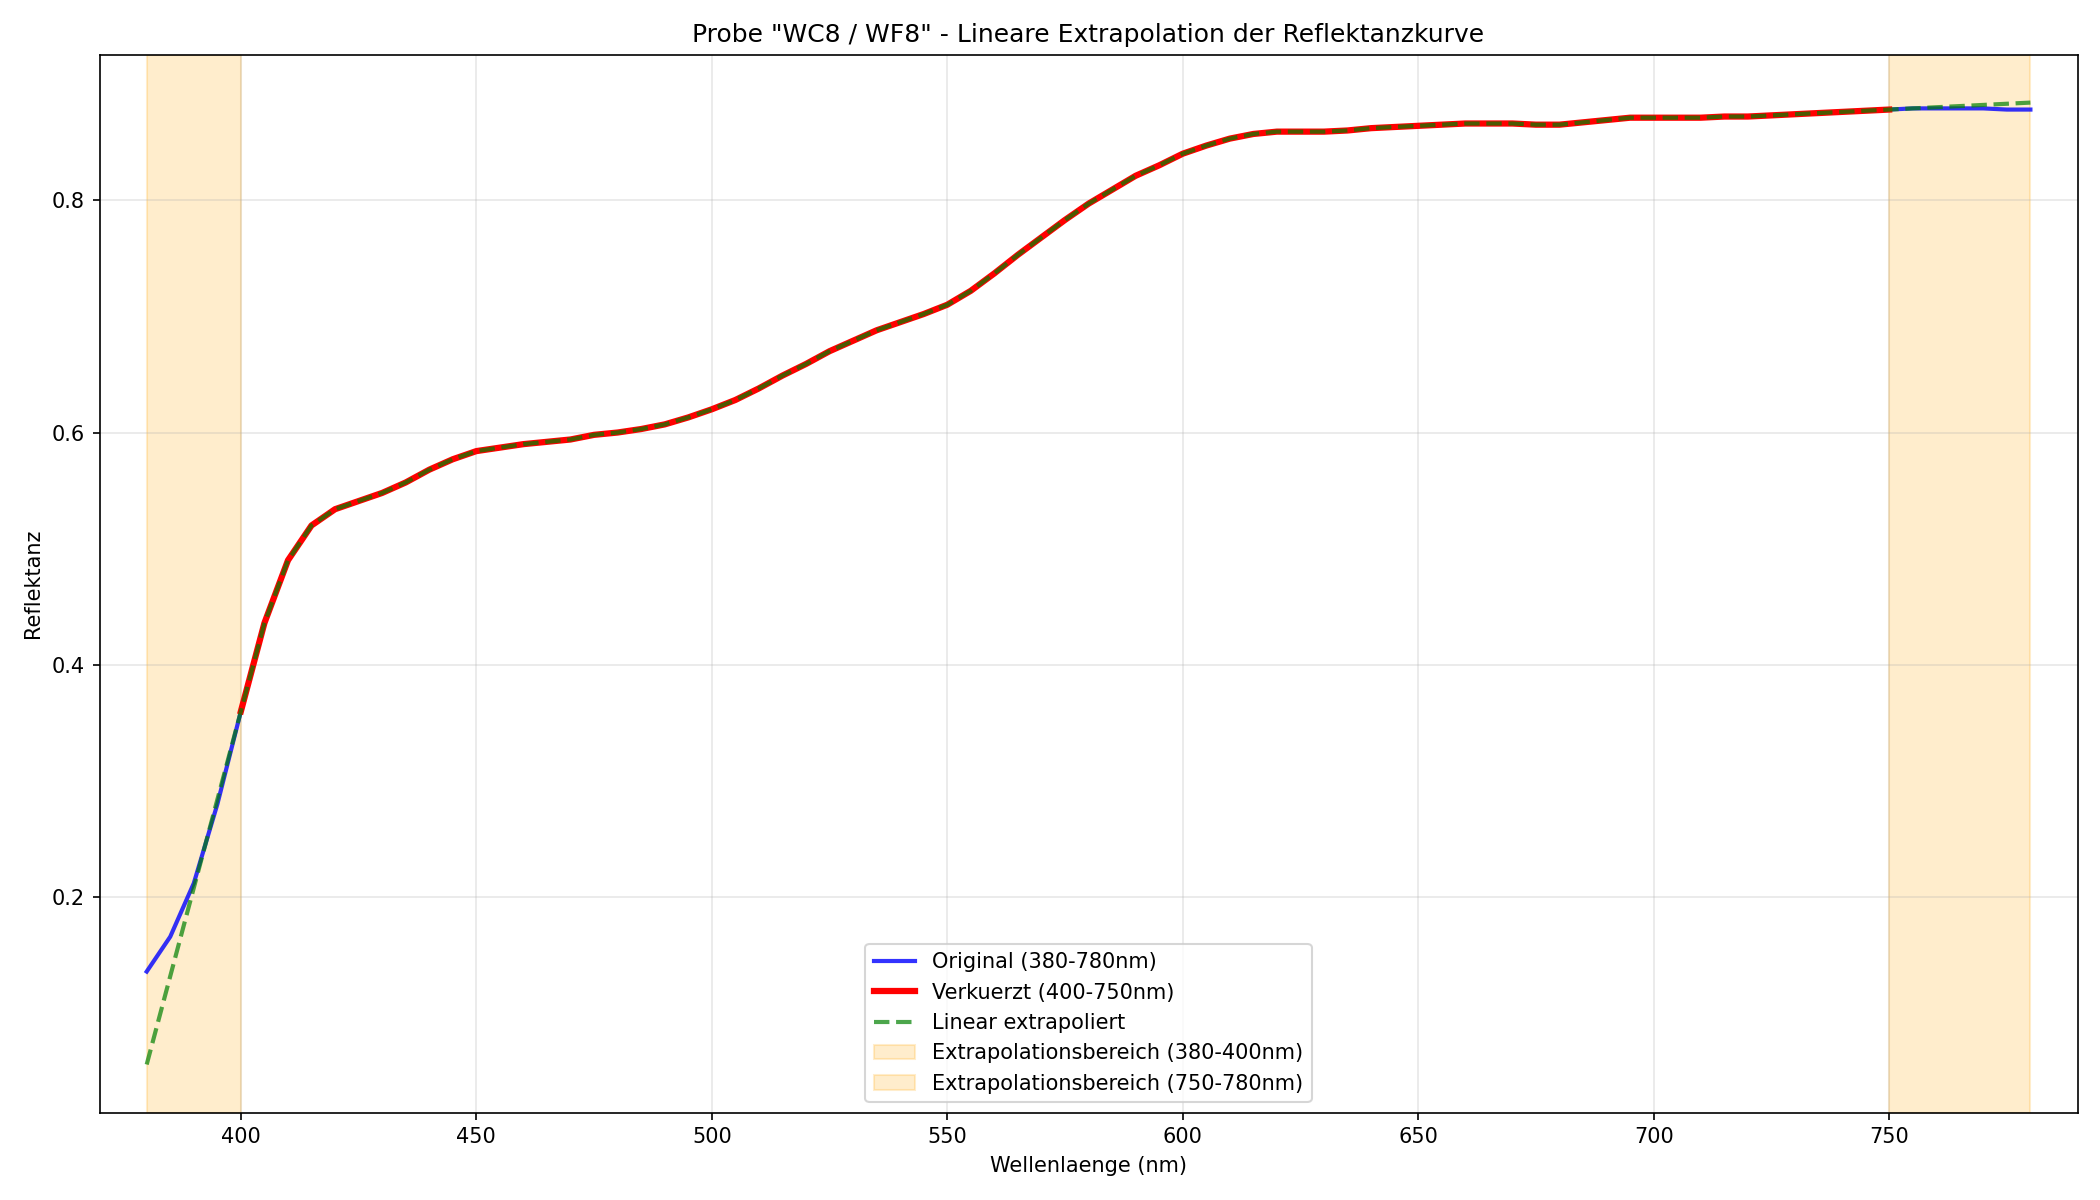 Probe "WC8 / WF8" - Lineare Extrapolation der Reflektanzkurve
Reflektanz
0.8
0.6
0.4
0.2
Original (380-780nm)
Verkuerzt (400-750nm)
Linear extrapoliert
Extrapolationsbereich (380-400nm)
Extrapolationsbereich (750-780nm)
400 450 500 550 600 650 700 750
Wellenlaenge (nm)